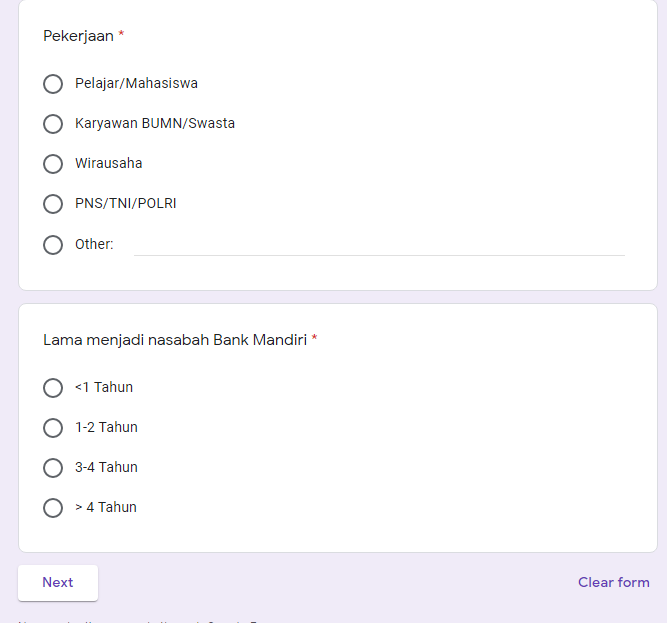 Pekerjaan *
Pelajar/Mahasiswa
Karyawan BUMN/Swasta
Wirausaha
PNS/TNI/POLRI
Other:
Lama menjadi nasabah Bank Mandiri *
<1 Tahun
1-2 Tahun
3-4 Tahun
> 4 Tahun
Next
Clear form